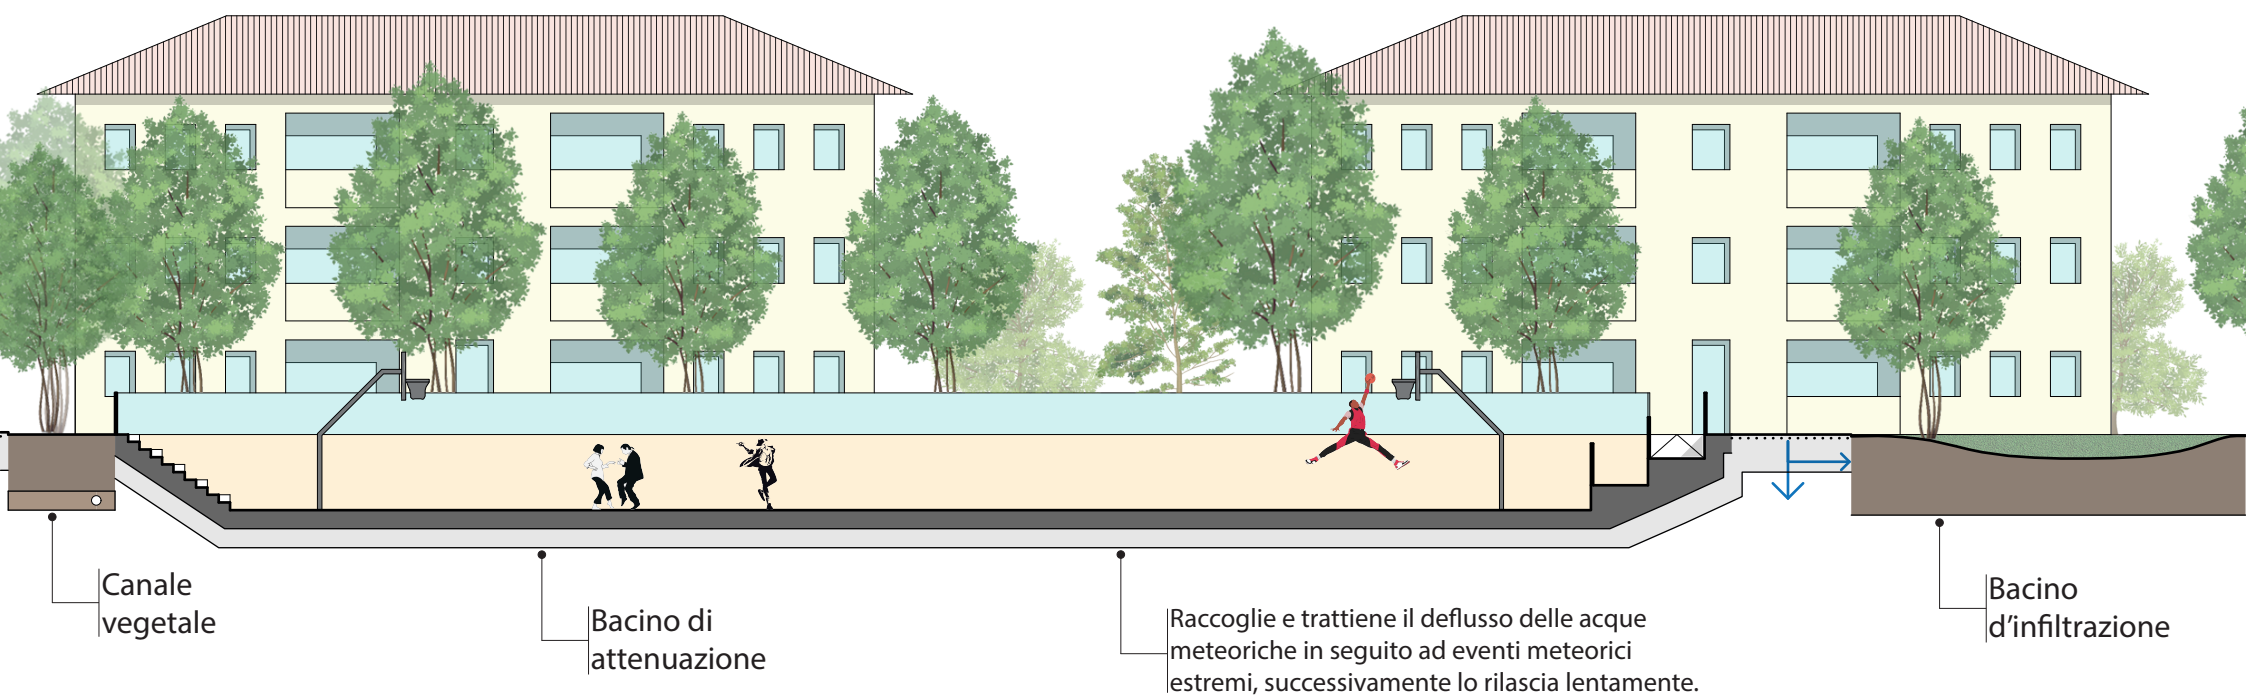 Canale
vegetale
Bacino di
attenuazione
Raccoglie e trattiene il deflusso delle acque
meteoriche in seguito ad eventi meteorici
estremi, successivamente lo rilascia lentamente.
Bacino
d’infiltrazione